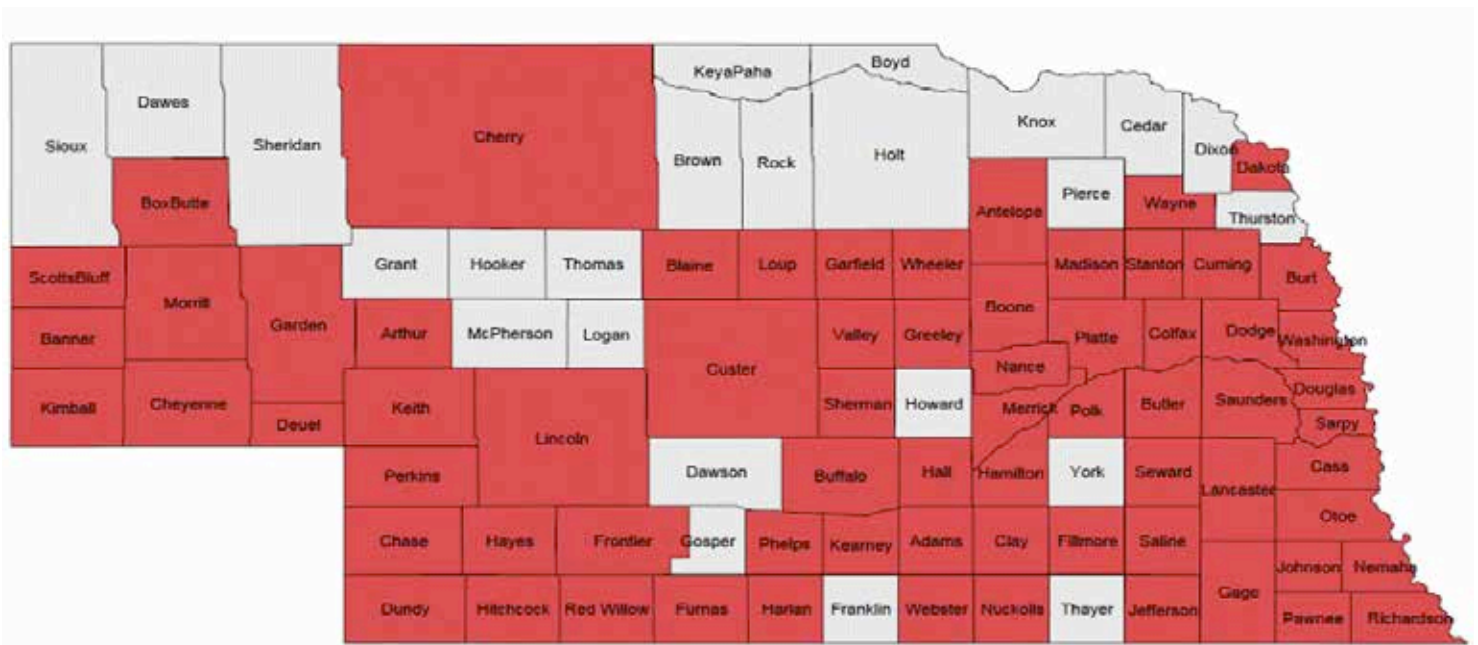 KeyaPaha
Boyd
Dawes
Sioux
Sheridan
Cherry
Brown
Rock
Holt
Knox
Cedar
Dixon
Dakota
BoxButte
Antelope
Pierce
Wayne
Thurston
ScottsBluff
Morrill
Garden
Grant
Hooker
Thomas
Blaine
Loup
Garfield
Wheeler
Boone
Madison
Stanton
Cuming
Burt
Banner
Arthur
McPherson
Logan
Custer
Valley
Greeley
Nance
Platte
Colfax
Dodge
Washington
Kimball
Cheyenne
Deuel
Keith
Lincoln
Sherman
Howard
Merrick
Polk
Butler
Saunders
Douglas
Sarpy
Perkins
Dawson
Buffalo
Hall
Hamilton
York
Seward
Lancaster
Cass
Otoe
Chase
Hayes
Frontier
Gosper
Phelps
Kearney
Adams
Clay
Fillmore
Saline
Gage
Johnson
Nemaha
Dundy
Hitchcock
Red Willow
Furnas
Harlan
Franklin
Webster
Nuckolls
Thayer
Jefferson
Pawnee
Richardson